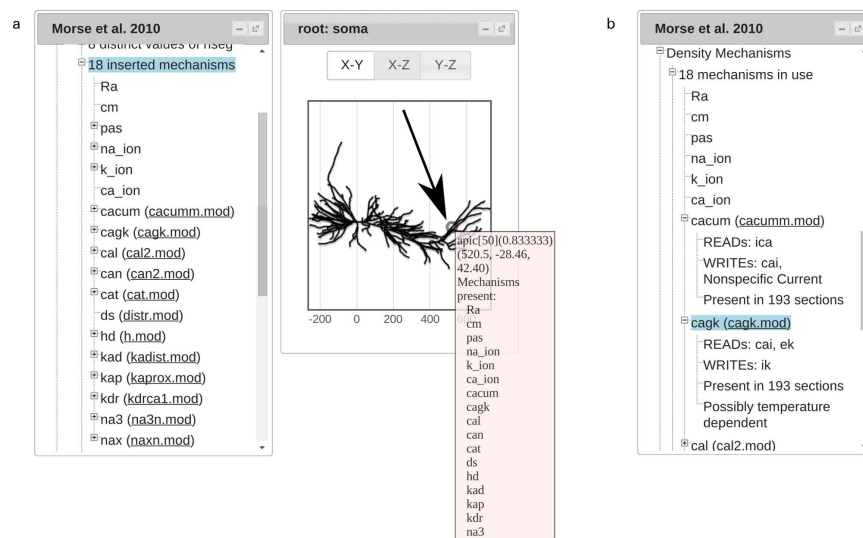 a
Morse et al. 2010
8 distinct values of nseg
18 inserted mechanisms
Ra
cm
pas
na_ion
k_ion
ca_ion
cacum (cacumm.mod)
cagk (cagk.mod)
cal (cal2.mod)
can (can2.mod)
cat (cat.mod)
ds (distr.mod)
hd (h.mod)
kad (kadist.mod)
kap (kaprox.mod)
kdr (kdrca1.mod)
na3 (na3n.mod)
nax (naxn.mod)
root: soma
X-Y X-Z Y-Z
-200 0 200 400 600
apic[50](0.833333)
(520.5, -28.46,
42.40)
Mechanisms
present:
Ra
cm
pas
na_ion
k_ion
ca_ion
cacum
cagk
cal
can
cat
ds
hd
kad
kap
kdr
na3
b
Morse et al. 2010
Density Mechanisms
18 mechanisms in use
Ra
cm
pas
na_ion
k_ion
ca_ion
cacum (cacumm.mod)
READs: ica
WRITEs: cai,
Nonspecific Current
Present in 193 sections
cagk (cagk.mod)
READs: cai, ek
WRITEs: ik
Present in 193 sections
Possibly temperature
dependent
cal (cal2.mod)